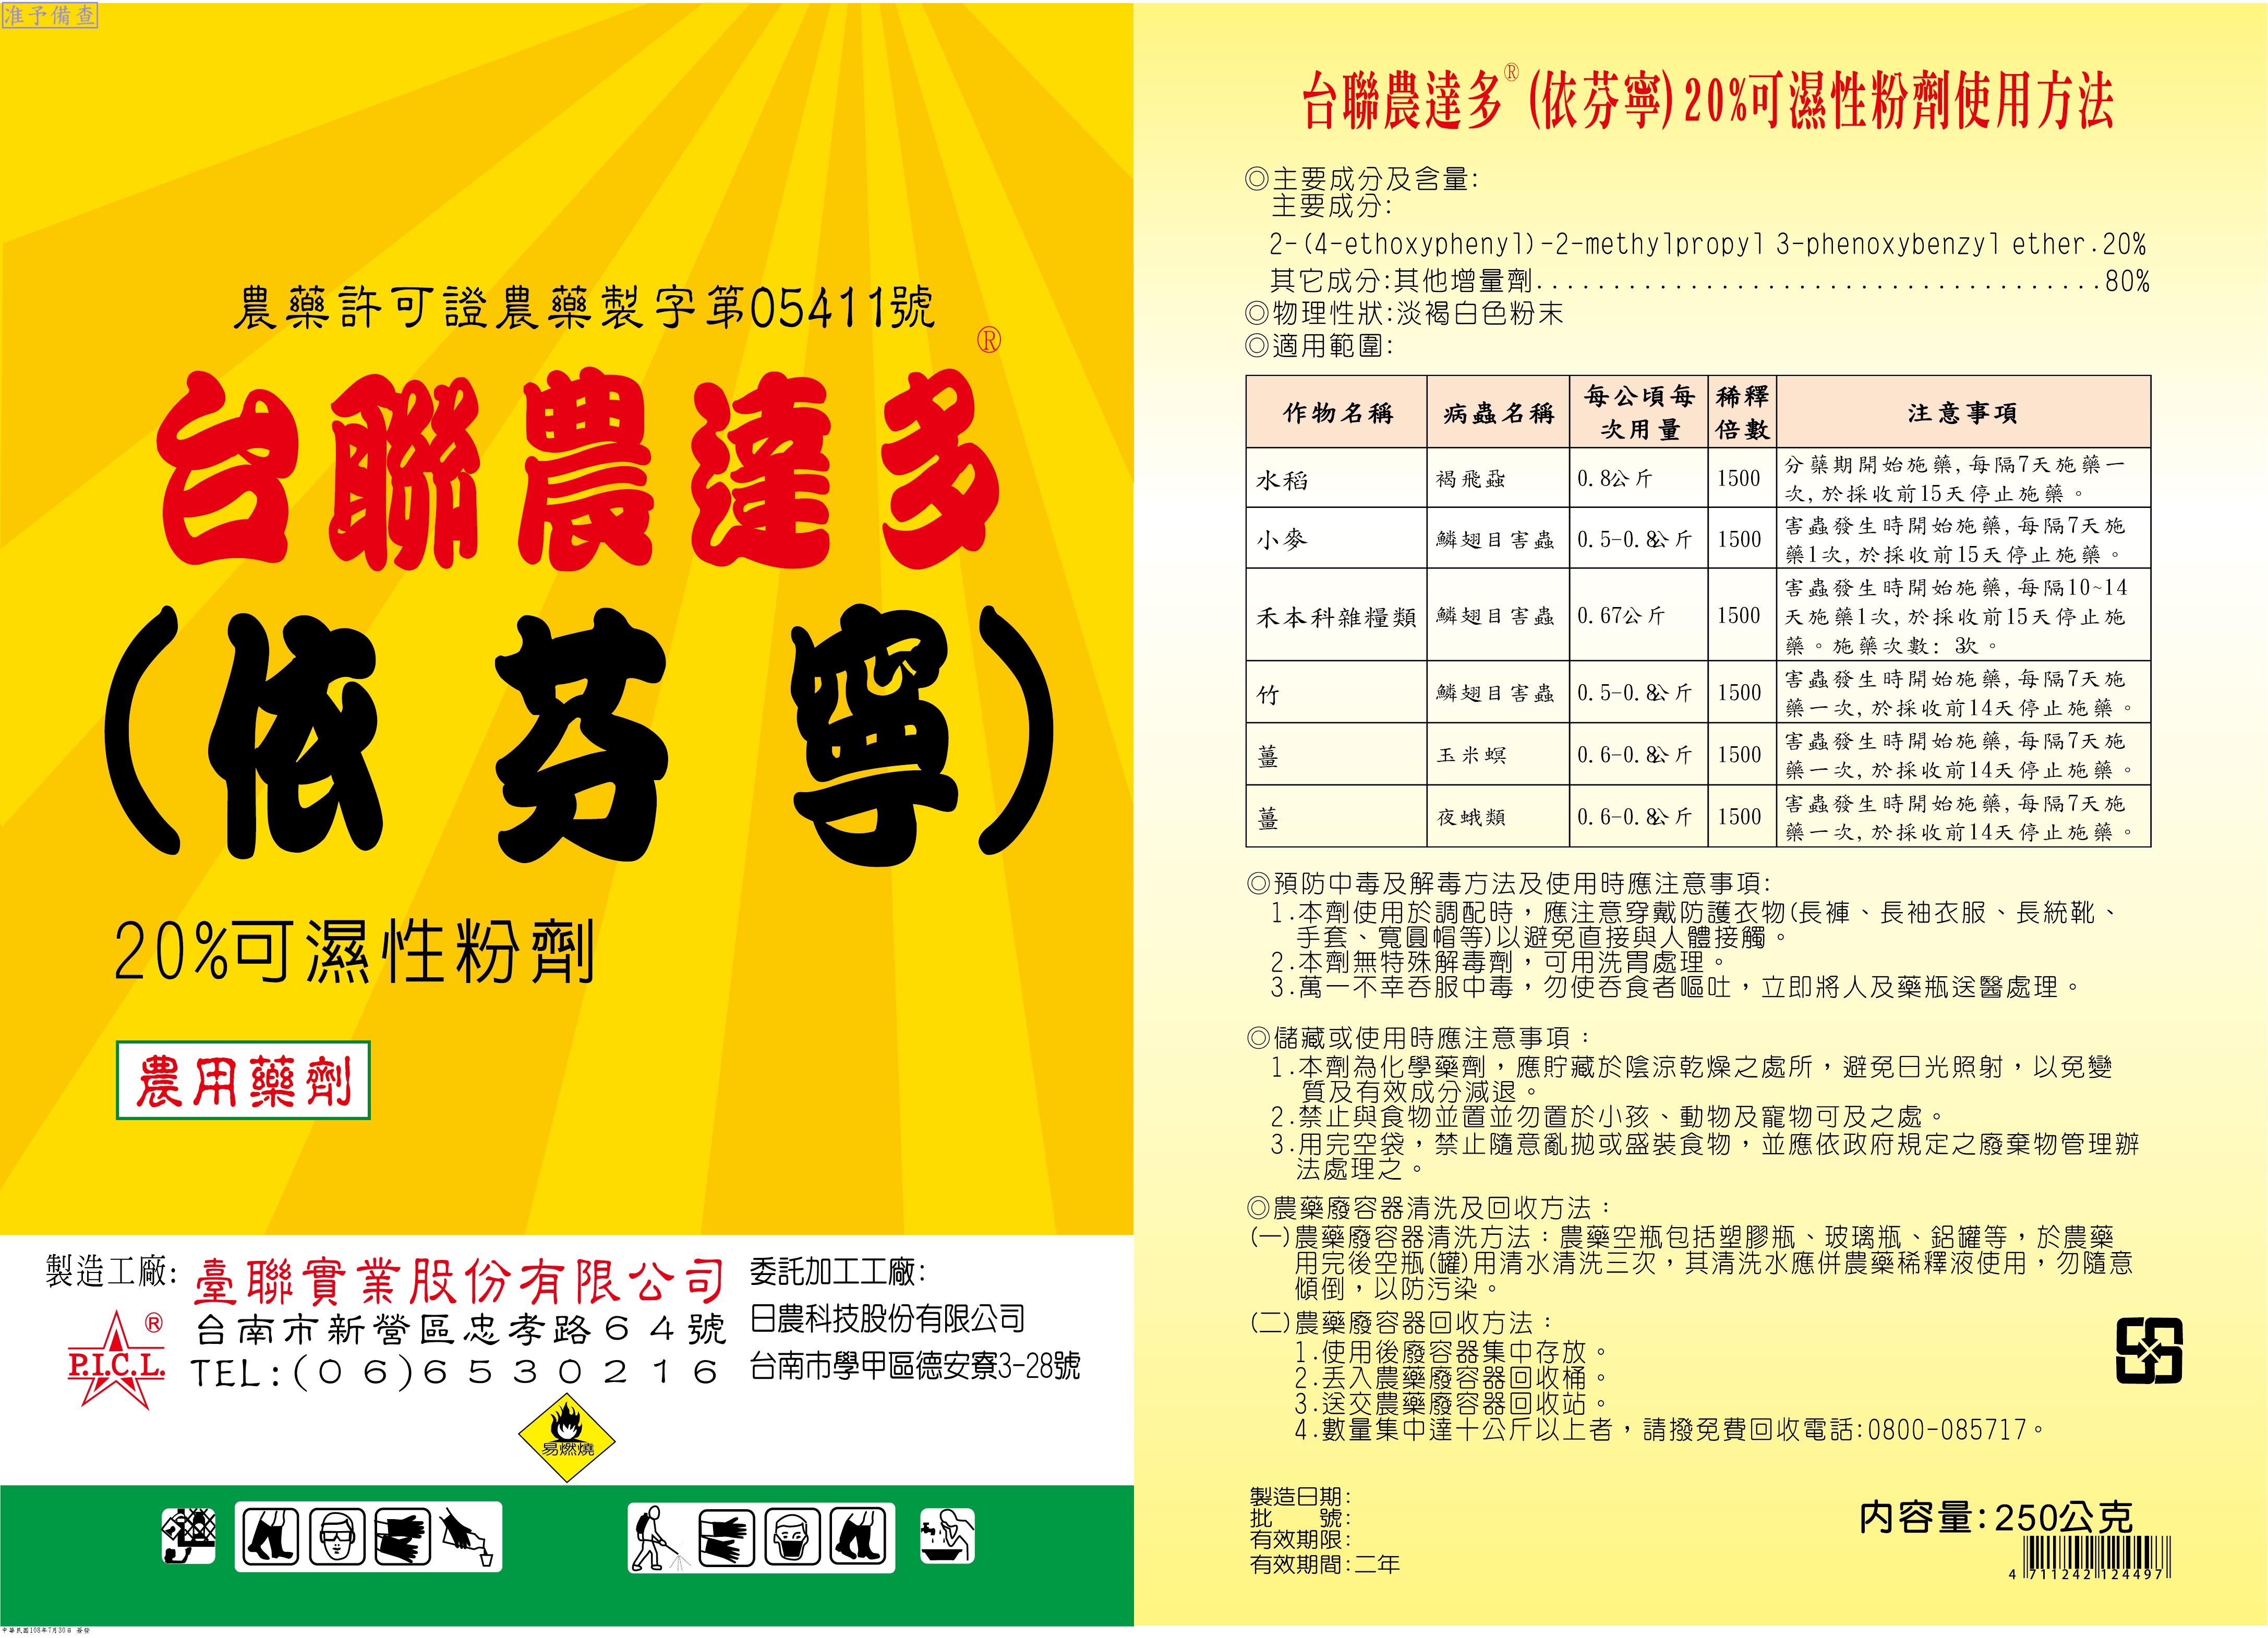 准予備查
農藥許可證農藥製字第05411號
台聯農達多®
(依芬寧)
20%可濕性粉劑
農用藥劑
製造工廠:
臺聯實業股份有限公司
台南市新營區忠孝路64號
TEL:(06)6530216
®
P.I.C.L.
委託加工工廠:
日農科技股份有限公司
台南市學甲區德安寮3-28號
易燃燒
中華民國108年7月30日 簽發
台聯農達多®(依芬寧)20%可濕性粉劑使用方法
◎主要成分及含量:
主要成分:
2-(4-ethoxyphenyl)-2-methylpropyl 3-phenoxybenzyl ether.20%
其它成分:其他增量劑.....................................80%
◎物理性狀:淡褐白色粉末
◎適用範圍:
作物名稱 病蟲名稱 每公頃每次用量 稀釋倍數 注意事項
水稻 褐飛蝨 0.8公斤 1500 分蘗期開始施藥,每隔7天施藥一
次,於採收前15天停止施藥。
小麥 鱗翅目害蟲 0.5-0.8公斤 1500 害蟲發生時開始施藥,每隔7天施
藥1次,於採收前15天停止施藥。
禾本科雜糧類 鱗翅目害蟲 0.67公斤 1500 害蟲發生時開始施藥,每隔10~14
天施藥1次,於採收前15天停止施
藥。施藥次數: 3次。
竹 鱗翅目害蟲 0.5-0.8公斤 1500 害蟲發生時開始施藥,每隔7天施
藥一次,於採收前14天停止施藥。
薑 玉米螟 0.6-0.8公斤 1500 害蟲發生時開始施藥,每隔7天施
藥一次,於採收前14天停止施藥。
薑 夜蛾類 0.6-0.8公斤 1500 害蟲發生時開始施藥,每隔7天施
藥一次,於採收前14天停止施藥。
◎預防中毒及解毒方法及使用時應注意事項:
1.本劑使用於調配時，應注意穿戴防護衣物(長褲、長袖衣服、長統靴、
手套、寬圓帽等)以避免直接與人體接觸。
2.本劑無特殊解毒劑，可用洗胃處理。
3.萬一不幸吞服中毒，勿使吞食者嘔吐，立即將人及藥瓶送醫處理。
◎儲藏或使用時應注意事項：
1.本劑為化學藥劑，應貯藏於陰涼乾燥之處所，避免日光照射，以免變
質及有效成分減退。
2.禁止與食物並置並勿置於小孩、動物及寵物可及之處。
3.用完空袋，禁止隨意亂拋或盛裝食物，並應依政府規定之廢棄物管理辦
法處理之。
◎農藥廢容器清洗及回收方法：
(一)農藥廢容器清洗方法：農藥空瓶包括塑膠瓶、玻璃瓶、鋁罐等，於農藥
用完後空瓶(罐)用清水清洗三次，其清洗水應併農藥稀釋液使用，勿隨意
傾倒，以防污染。
(二)農藥廢容器回收方法：
1.使用後廢容器集中存放。
2.丟入農藥廢容器回收桶。
3.送交農藥廢容器回收站。
4.數量集中達十公斤以上者，請撥免費回收電話:0800-085717。
製造日期:
批　　號:
有效期限:
有效期間:二年
內容量:250公克
4 711242 124497